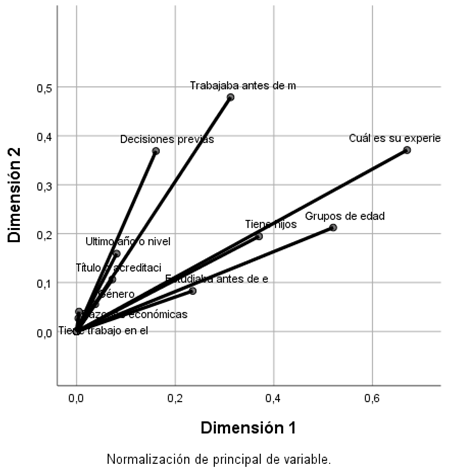 0,5
0,4
0,3
0,2
0,1
0,0
Dimensión 2
Trabajaba antes de m
Decisiones previas
Cuál es su experie
Grupos de edad
Tiene hijos
Ultimo año o nivel
Título o acreditaci
Estudiaba antes de e
Género
Razones económicas
Tiene trabajo en el
0,0
0,2
0,4
0,6
Dimensión 1
Normalización de principal de variable.